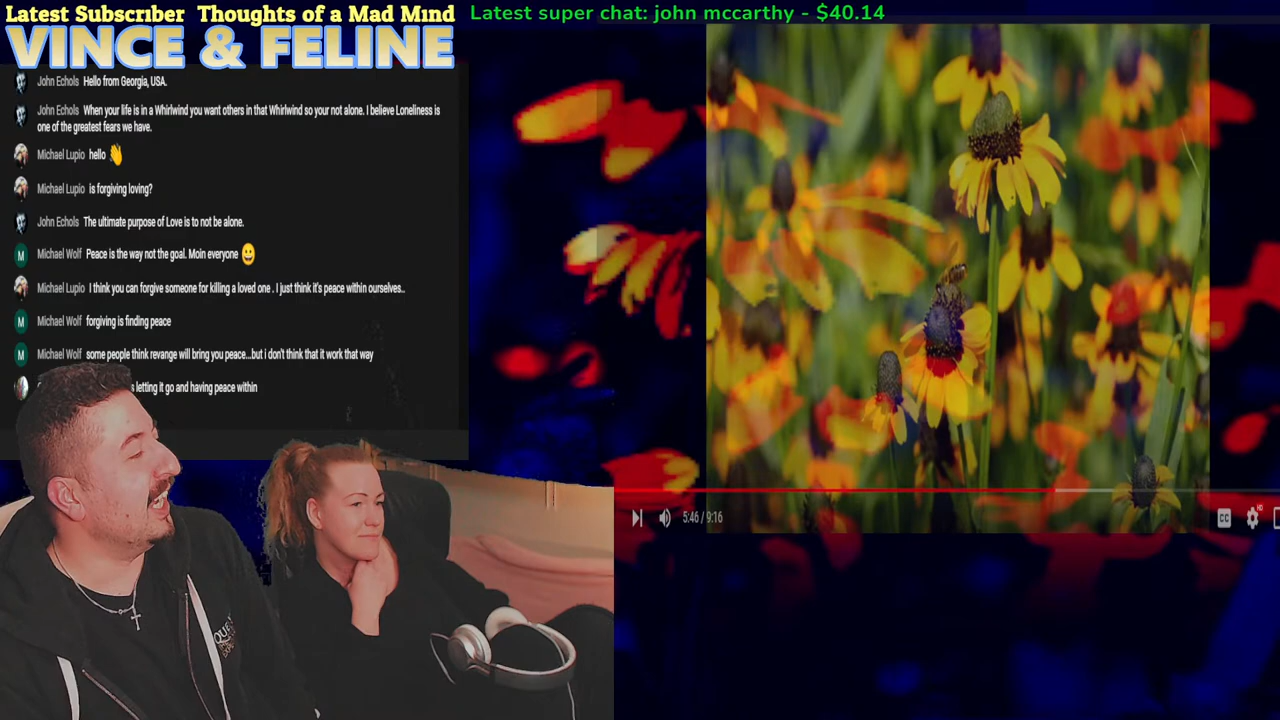 Latest Subscriber Thoughts of a Mad Mind
Latest super chat: john mccarthy - $40.14
VINCE & FELINE
John Echols Hello from Georgia, USA.
John Echols When your life is in a Whirlwind you want others in that Whirlwind so your not alone. I believe Loneliness is
one of the greatest fears we have.
Michael Lupio hello 👋
Michael Lupio is forgiving loving?
John Echols The ultimate purpose of Love is to not be alone.
M Michael Wolf Peace is the way not the goal. Moin everyone 😀
Michael Lupio I think you can forgive someone for killing a loved one . I just think it's peace within ourselves..
M Michael Wolf forgiving is finding peace
M Michael Wolf some people think revange will bring you peace...but i don't think that it work that way
letting it go and having peace within
5:46 / 9:16
CC
HD